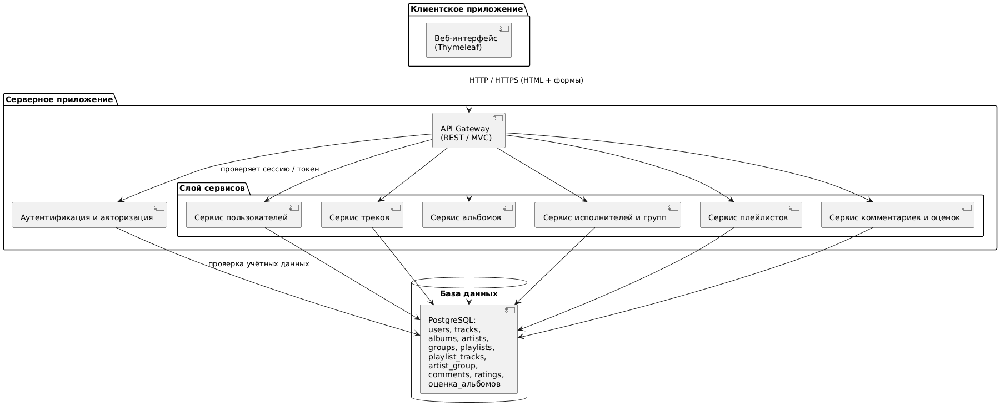 Клиентское приложение
Веб-интерфейс
(Thymeleaf)
HTTP / HTTPS (HTML + формы)
Серверное приложение
API Gateway
(REST / MVC)
проверяет сессию / токен
Слой сервисов
Аутентификация и авторизация
Сервис пользователей
Сервис треков
Сервис альбомов
Сервис исполнителей и групп
Сервис плейлистов
Сервис комментариев и оценок
проверка учётных данных
База данных
PostgreSQL:
users, tracks,
albums, artists,
groups, playlists,
playlist_tracks,
artist_group,
comments, ratings,
оценка_альбомов